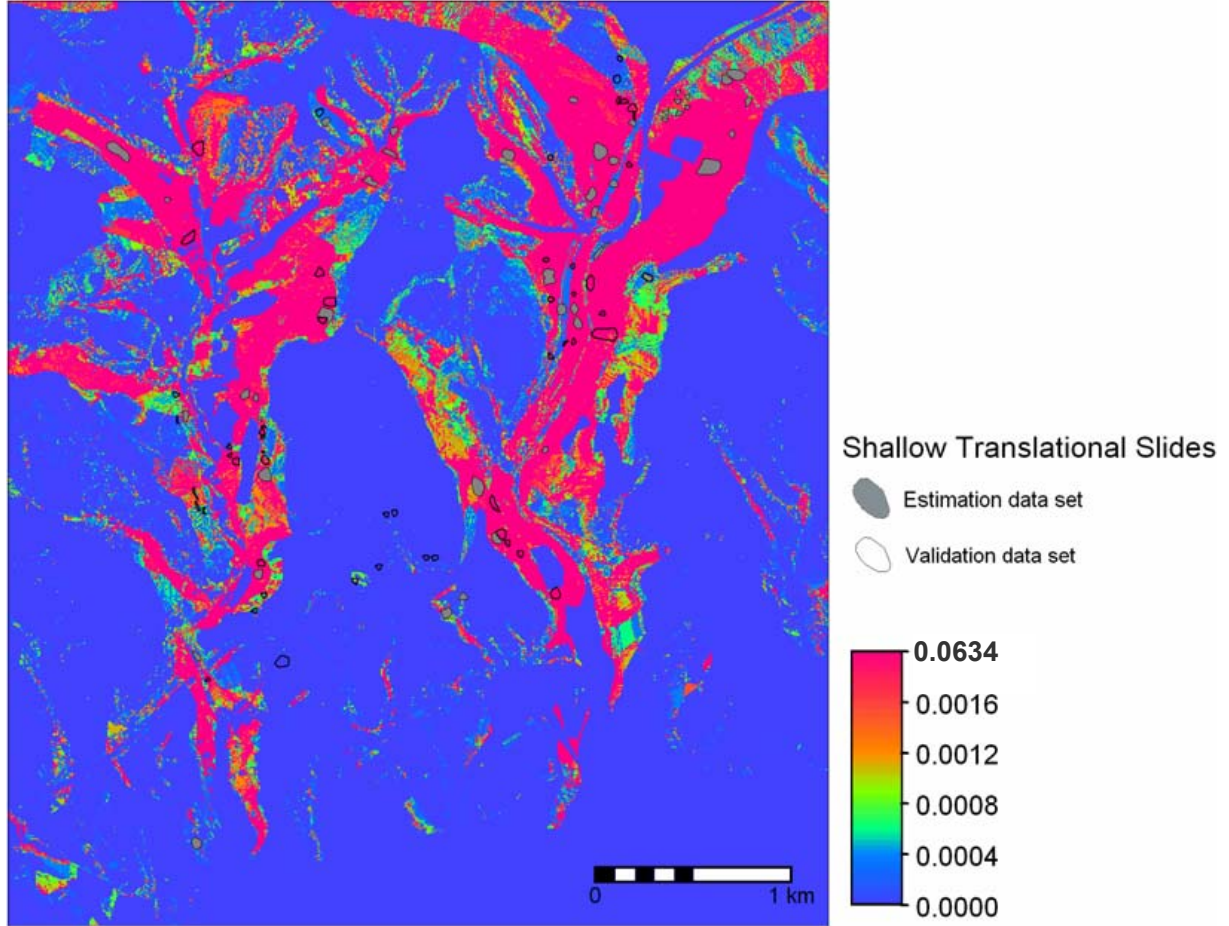 Shallow Translational Slides
Estimation data set
Validation data set
0.0634
0.0016
0.0012
0.0008
0.0004
0.0000
0 1 km